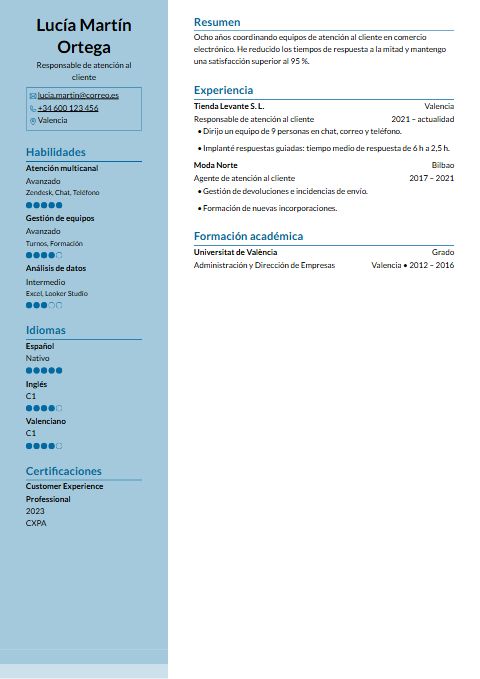 Lucía Martín
Ortega
Responsable de atención al
cliente
lucia.martin@correo.es
+34 600 123 456
Valencia
Habilidades
Atención multicanal
Avanzado
Zendesk, Chat, Teléfono
Gestión de equipos
Avanzado
Turnos, Formación
Análisis de datos
Intermedio
Excel, Looker Studio
Idiomas
Español
Nativo
Inglés
C1
Valenciano
C1
Certificaciones
Customer Experience
Professional
2023
CXPA
Resumen
Ocho años coordinando equipos de atención al cliente en comercio
electrónico. He reducido los tiempos de respuesta a la mitad y mantengo
una satisfacción superior al 95 %.
Experiencia
Tienda Levante S. L. Valencia
Responsable de atención al cliente 2021 – actualidad
• Dirijo un equipo de 9 personas en chat, correo y teléfono.
• Implanté respuestas guiadas: tiempo medio de respuesta de 6 h a 2,5 h.
Moda Norte Bilbao
Agente de atención al cliente 2017 – 2021
• Gestión de devoluciones e incidencias de envío.
• Formación de nuevas incorporaciones.
Formación académica
Universitat de València Grado
Administración y Dirección de Empresas Valencia • 2012 – 2016